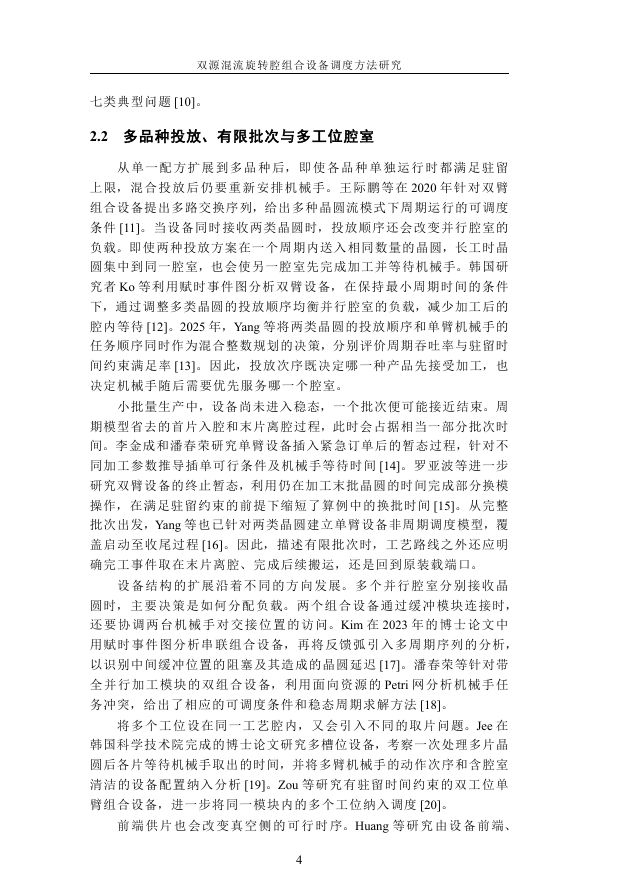 双源混流旋转腔组合设备调度方法研究
七类典型问题 [10]。
2.2 多品种投放、有限批次与多工位腔室
从单一配方扩展到多品种后，即使各品种单独运行时都满足驻留
上限，混合投放后仍要重新安排机械手。王际鹏等在 2020 年针对双臂
组合设备提出多路交换序列，给出多种晶圆流模式下周期运行的可调度
条件 [11]。当设备同时接收两类晶圆时，投放顺序还会改变并行腔室的
负载。即使两种投放方案在一个周期内送入相同数量的晶圆，长工时晶
圆集中到同一腔室，也会使另一腔室先完成加工并等待机械手。韩国研
究者 Ko 等利用赋时事件图分析双臂设备，在保持最小周期时间的条件
下，通过调整多类晶圆的投放顺序均衡并行腔室的负载，减少加工后的
腔内等待 [12]。2025 年，Yang 等将两类晶圆的投放顺序和单臂机械手的
任务顺序同时作为混合整数规划的决策，分别评价周期吞吐率与驻留时
间约束满足率 [13]。因此，投放次序既决定哪一种产品先接受加工，也
决定机械手随后需要优先服务哪一个腔室。
小批量生产中，设备尚未进入稳态，一个批次便可能接近结束。周
期模型省去的首片入腔和末片离腔过程，此时会占据相当一部分批次时
间。李金成和潘春荣研究单臂设备插入紧急订单后的暂态过程，针对不
同加工参数推导插单可行条件及机械手等待时间 [14]。罗亚波等进一步
研究双臂设备的终止暂态，利用仍在加工末批晶圆的时间完成部分换模
操作，在满足驻留约束的前提下缩短了算例中的换批时间 [15]。从完整
批次出发，Yang 等也已针对两类晶圆建立单臂设备非周期调度模型，覆
盖启动至收尾过程 [16]。因此，描述有限批次时，工艺路线之外还应明
确完工事件取在末片离腔、完成后续搬运，还是回到原装载端口。
设备结构的扩展沿着不同的方向发展。多个并行腔室分别接收晶
圆时，主要决策是如何分配负载。两个组合设备通过缓冲模块连接时，
还要协调两台机械手对交接位置的访问。Kim 在 2023 年的博士论文中
用赋时事件图分析串联组合设备，再将反馈弧引入多周期序列的分析，
以识别中间缓冲位置的阻塞及其造成的晶圆延迟 [17]。潘春荣等针对带
全并行加工模块的双组合设备，利用面向资源的 Petri 网分析机械手任
务冲突，给出了相应的可调度条件和稳态周期求解方法 [18]。
将多个工位设在同一工艺腔内，又会引入不同的取片问题。Jee 在
韩国科学技术院完成的博士论文研究多槽位设备，考察一次处理多片晶
圆后各片等待机械手取出的时间，并将多臂机械手的动作次序和含腔室
清洁的设备配置纳入分析 [19]。Zou 等研究有驻留时间约束的双工位单
臂组合设备，进一步将同一模块内的多个工位纳入调度 [20]。
前端供片也会改变真空侧的可行时序。Huang 等研究由设备前端、
4